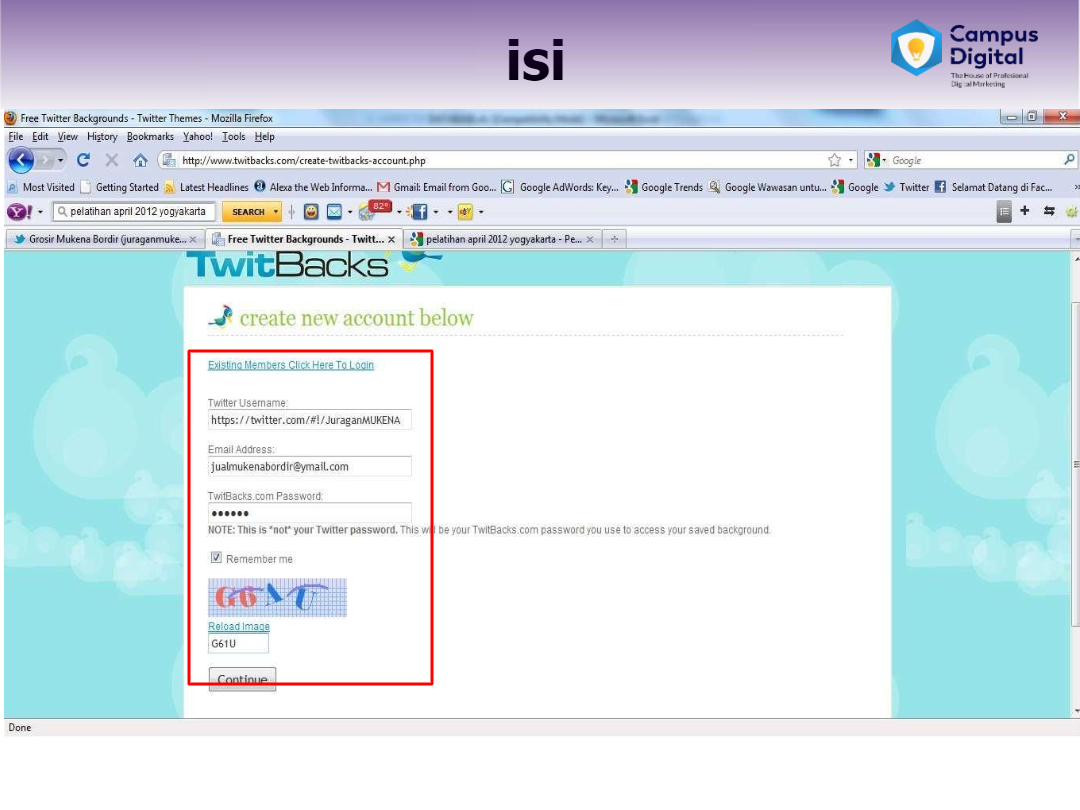 isi
Campus
Digital
The House of Profesional
Digital Marketing
Free Twitter Backgrounds - Twitter Themes - Mozilla Firefox
File Edit View History Bookmarks Yahoo! Tools Help
http://www.twitbacks.com/create-twitbacks-account.php
Google
Most Visited Getting Started Latest Headlines Alexa the Web Informa... Gmail: Email from Goo... Google AdWords: Key... Google Trends Google Wawasan untu... Google Twitter Selamat Datang di Fac... »
Y! pelatihan april 2012 yogyakarta SEARCH 82°
Grosir Mukena Bordir (juraganmuke... Free Twitter Backgrounds - Twitt... pelatihan april 2012 yogyakarta - Pe...
TwitBacks
create new account below
Existing Members Click Here To Login
Twitter Username:
https://twitter.com/#!/JuraganMUKENA
Email Address:
jualmukenabordir@ymail.com
TwitBacks.com Password:
••••••
NOTE: This is *not* your Twitter password. This will be your TwitBacks.com password you use to access your saved background.
Remember me
Reload Image
G61U
Continue
Done